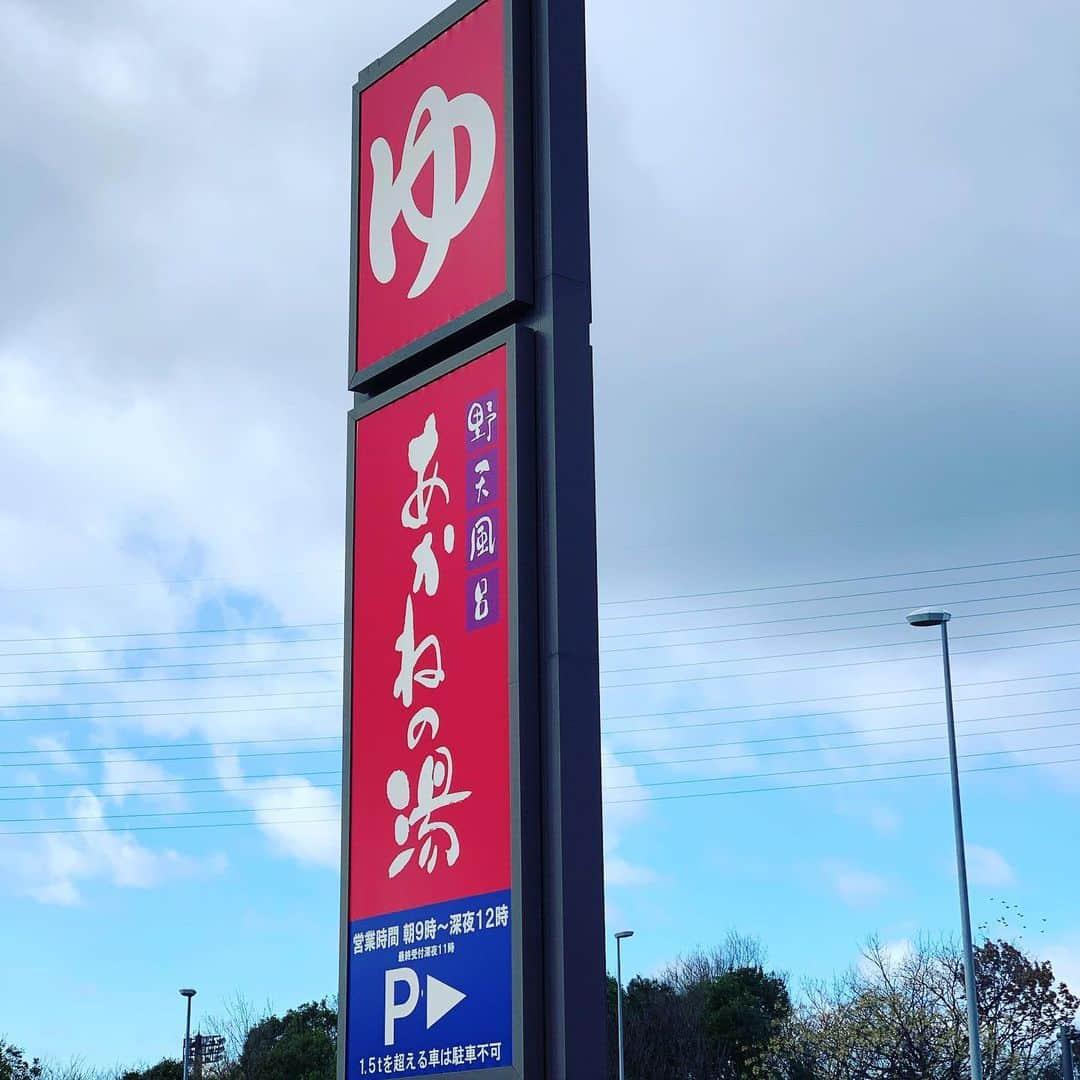 ゆ
野天風呂
あかねの湯
営業時間 朝9時～深夜12時
最終受付深夜11時
P
1.5tを超える車は駐車不可